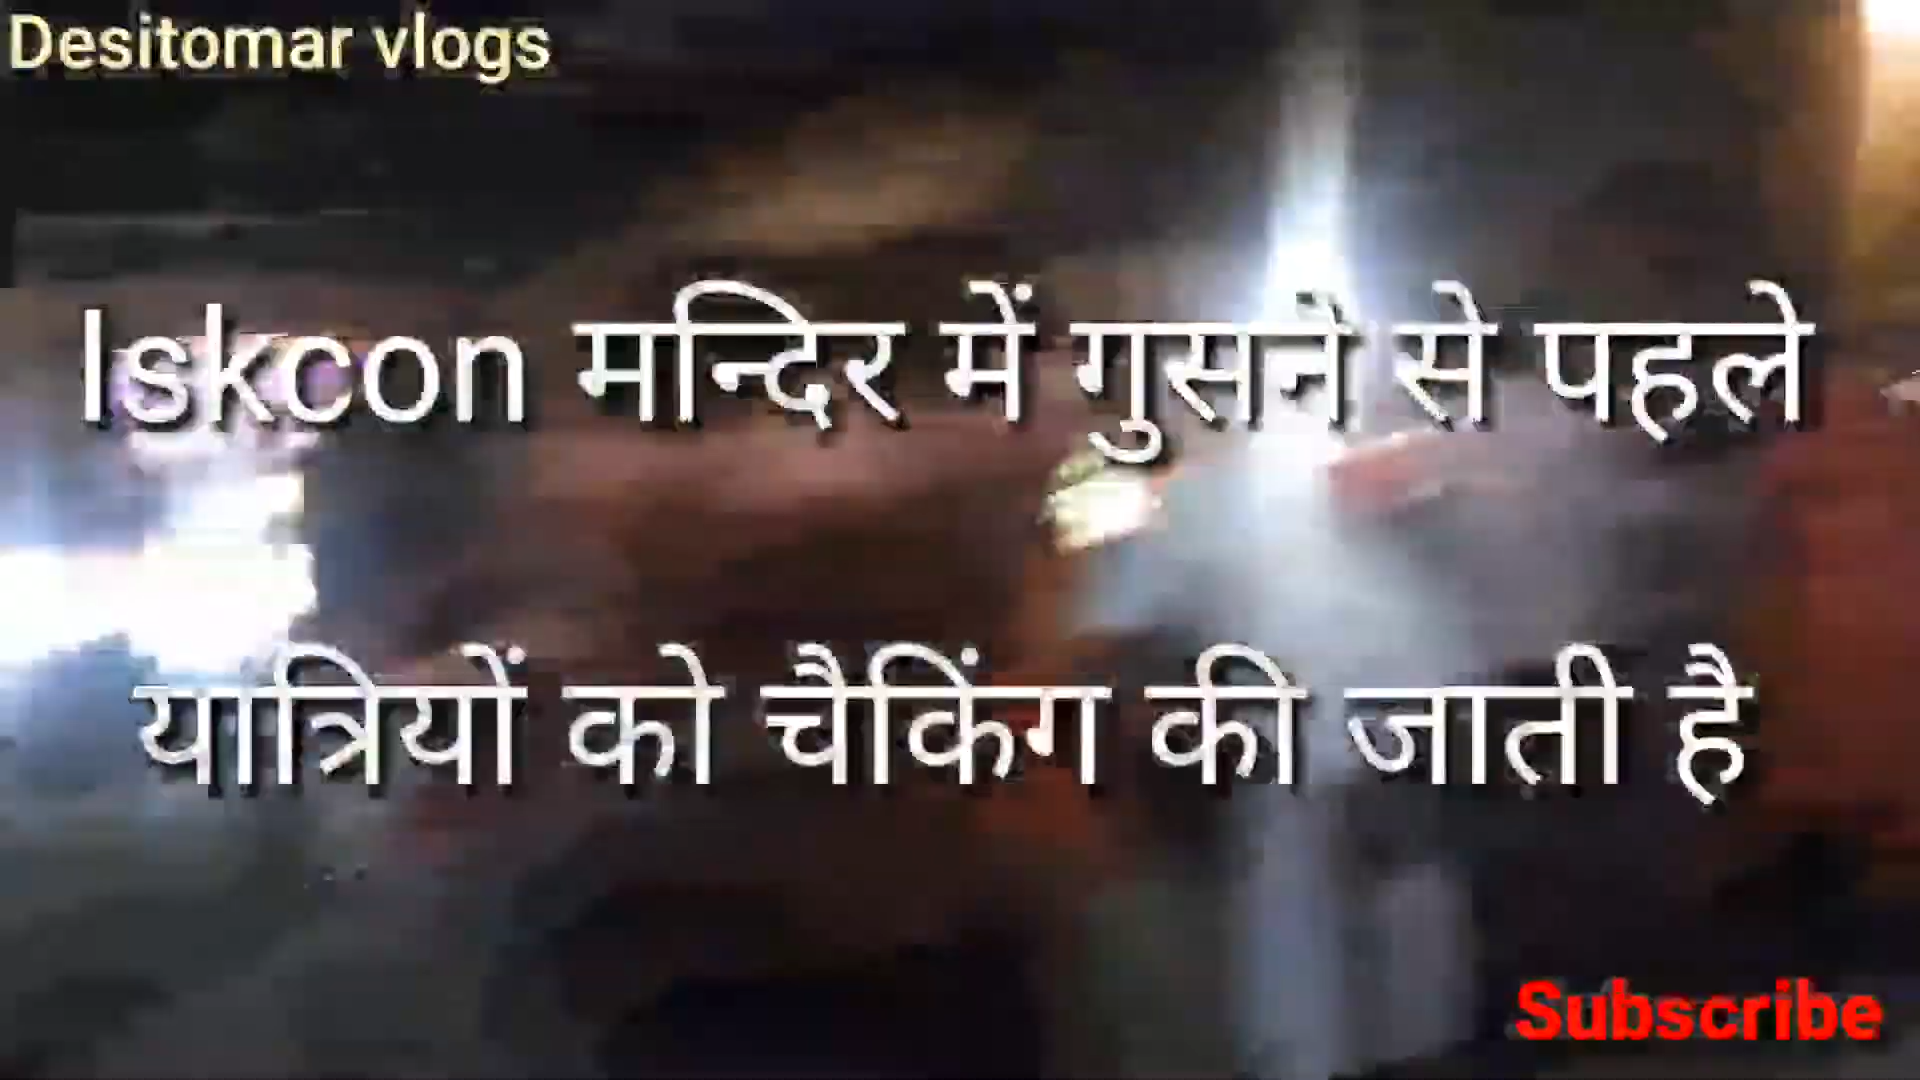 Desitomar vlogs
Iskcon मन्दिर में गुसने से पहले
यात्रियों को चैकिंग की जाती है
Subscribe